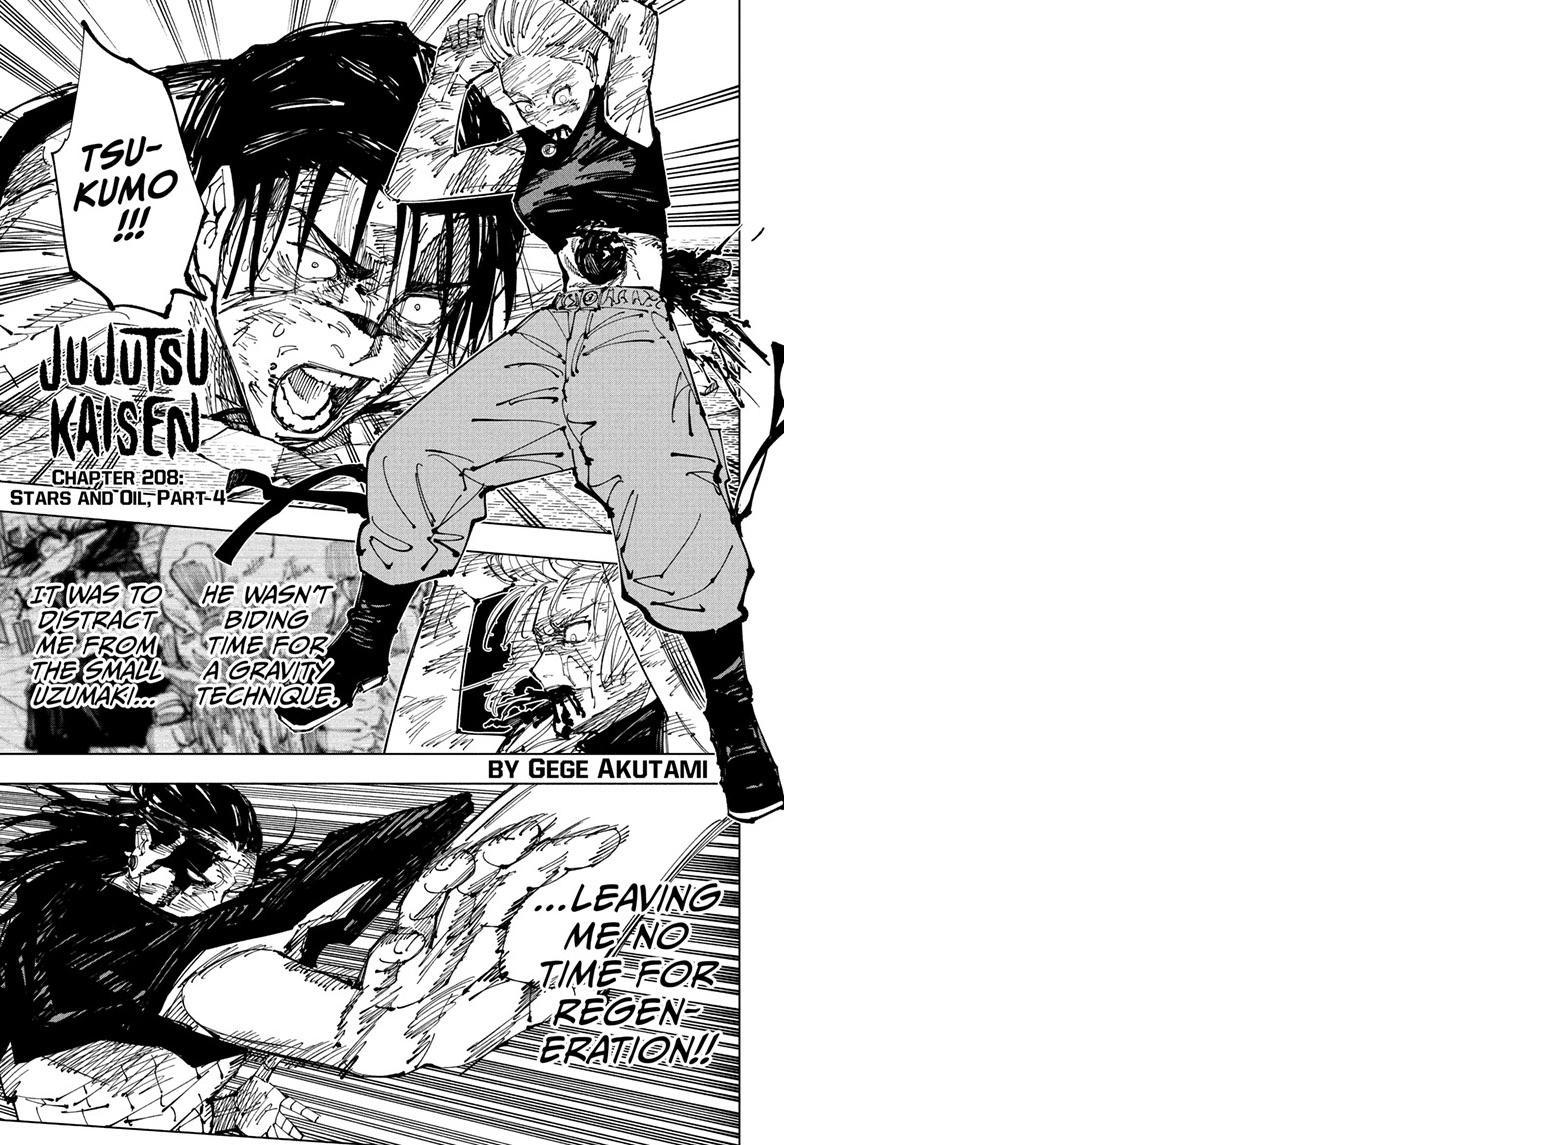 TSU-
KUMO
!!!
JUJUTSU
KAISEN
CHAPTER 208:
STARS AND OIL, PART 4
HE WASN'T
BIDING
TIME FOR
A GRAVITY
TECHNIQUE.
IT WAS TO
DISTRACT
ME FROM
THE SMALL
UZUMAKI...
BY GEGE AKUTAMI
...LEAVING
ME NO
TIME FOR
REGEN-
ERATION!!